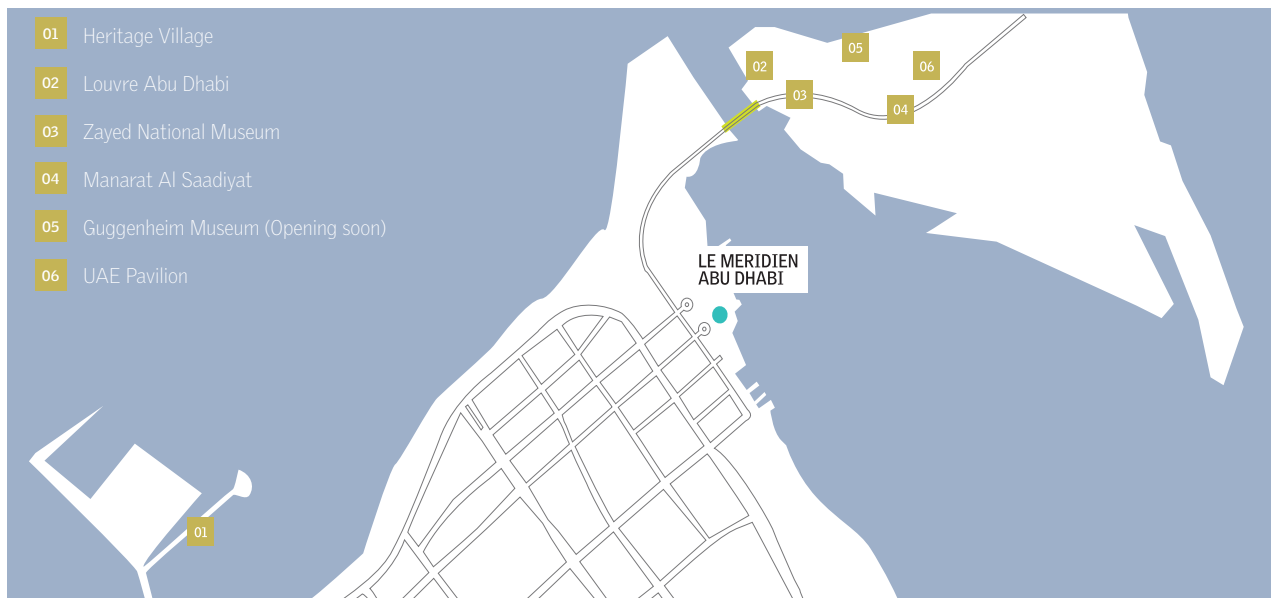 01 Heritage Village
02 Louvre Abu Dhabi
03 Zayed National Museum
04 Manarat Al Saadiyat
05 Guggenheim Museum (Opening soon)
06 UAE Pavilion
05
02
06
03
04
LE MERIDIEN
ABU DHABI
01